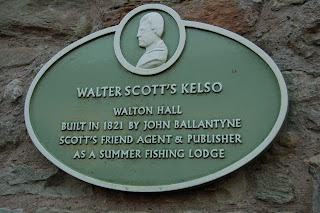 WALTER SCOTT'S KELSO
WALTON HALL
BUILT IN 1821 BY JOHN BALLANTYNE
SCOTT'S FRIEND AGENT & PUBLISHER
AS A SUMMER FISHING LODGE